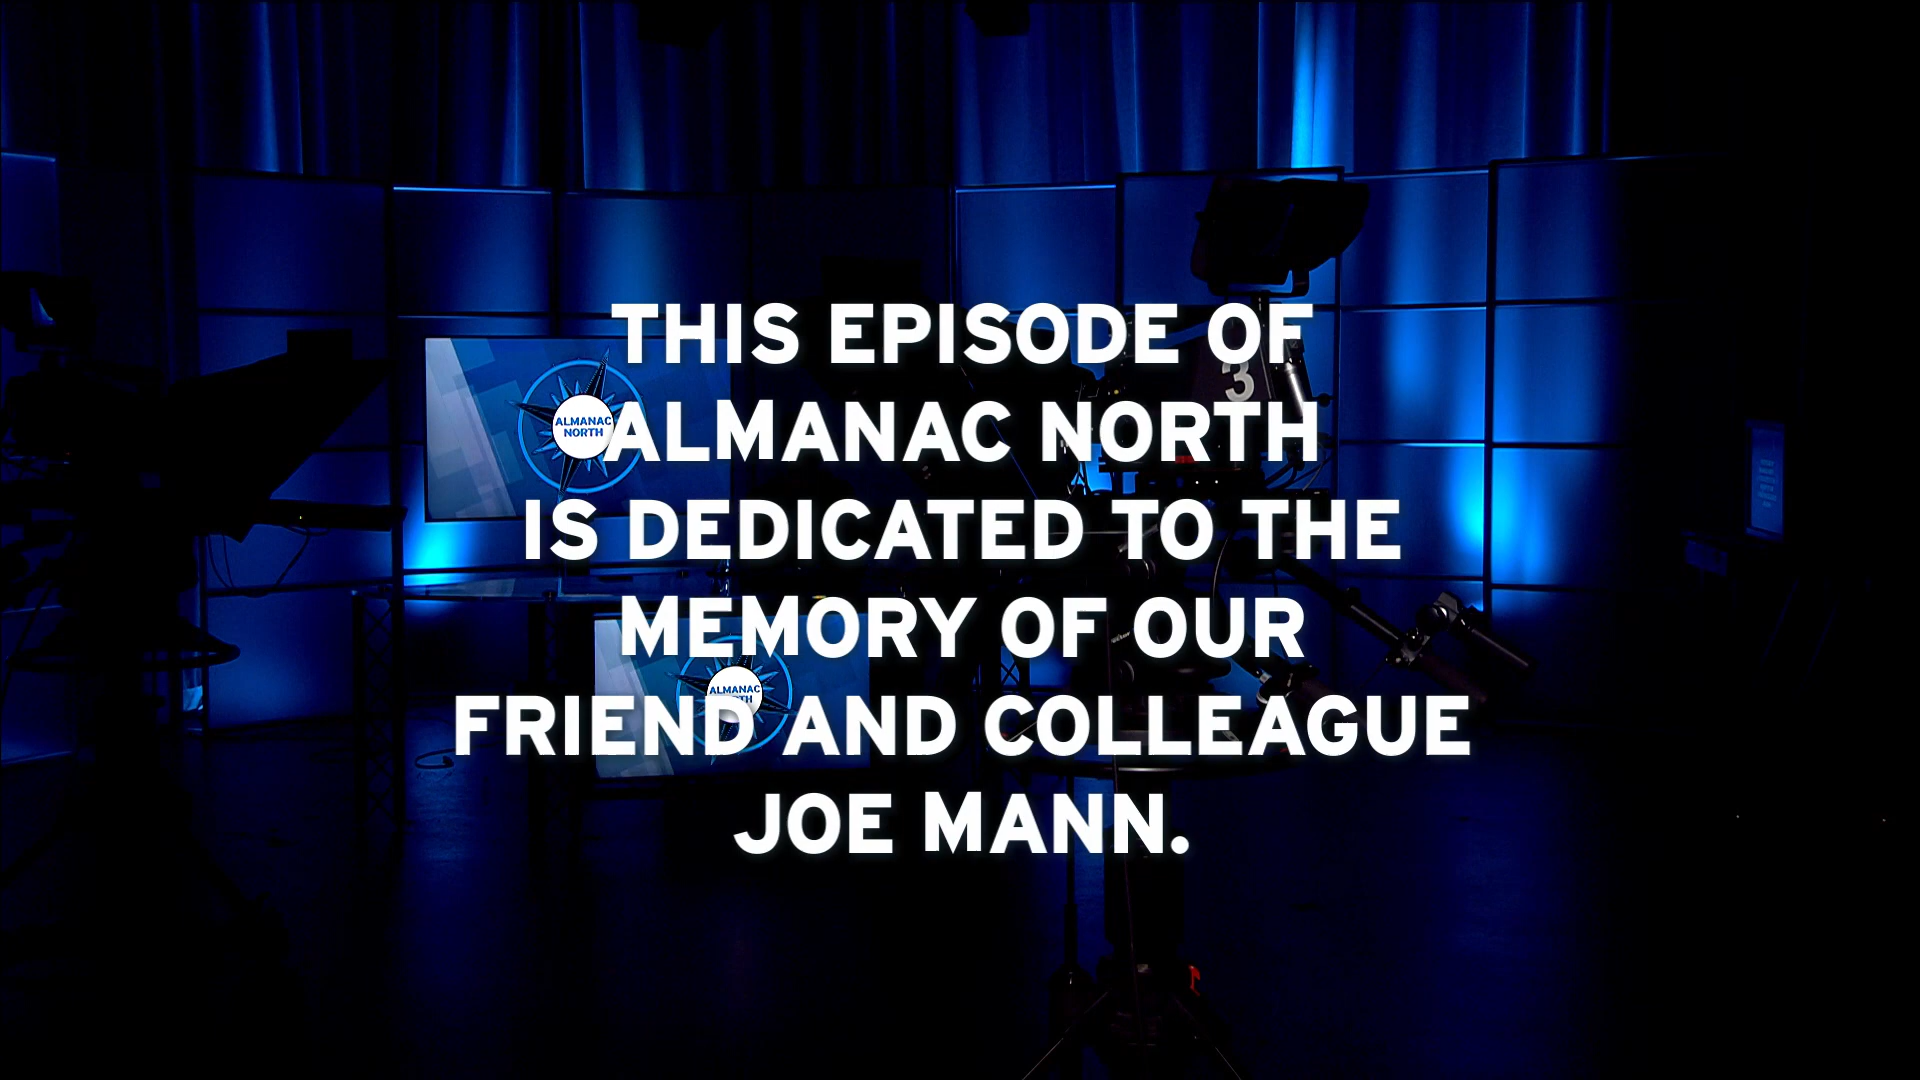 THIS EPISODE OF
3
ALMANAC NORTH
ALMANAC
NORTH
IS DEDICATED TO THE
MEMORY OF OUR
ALMANAC
FRIEND AND COLLEAGUE
JOE MANN.